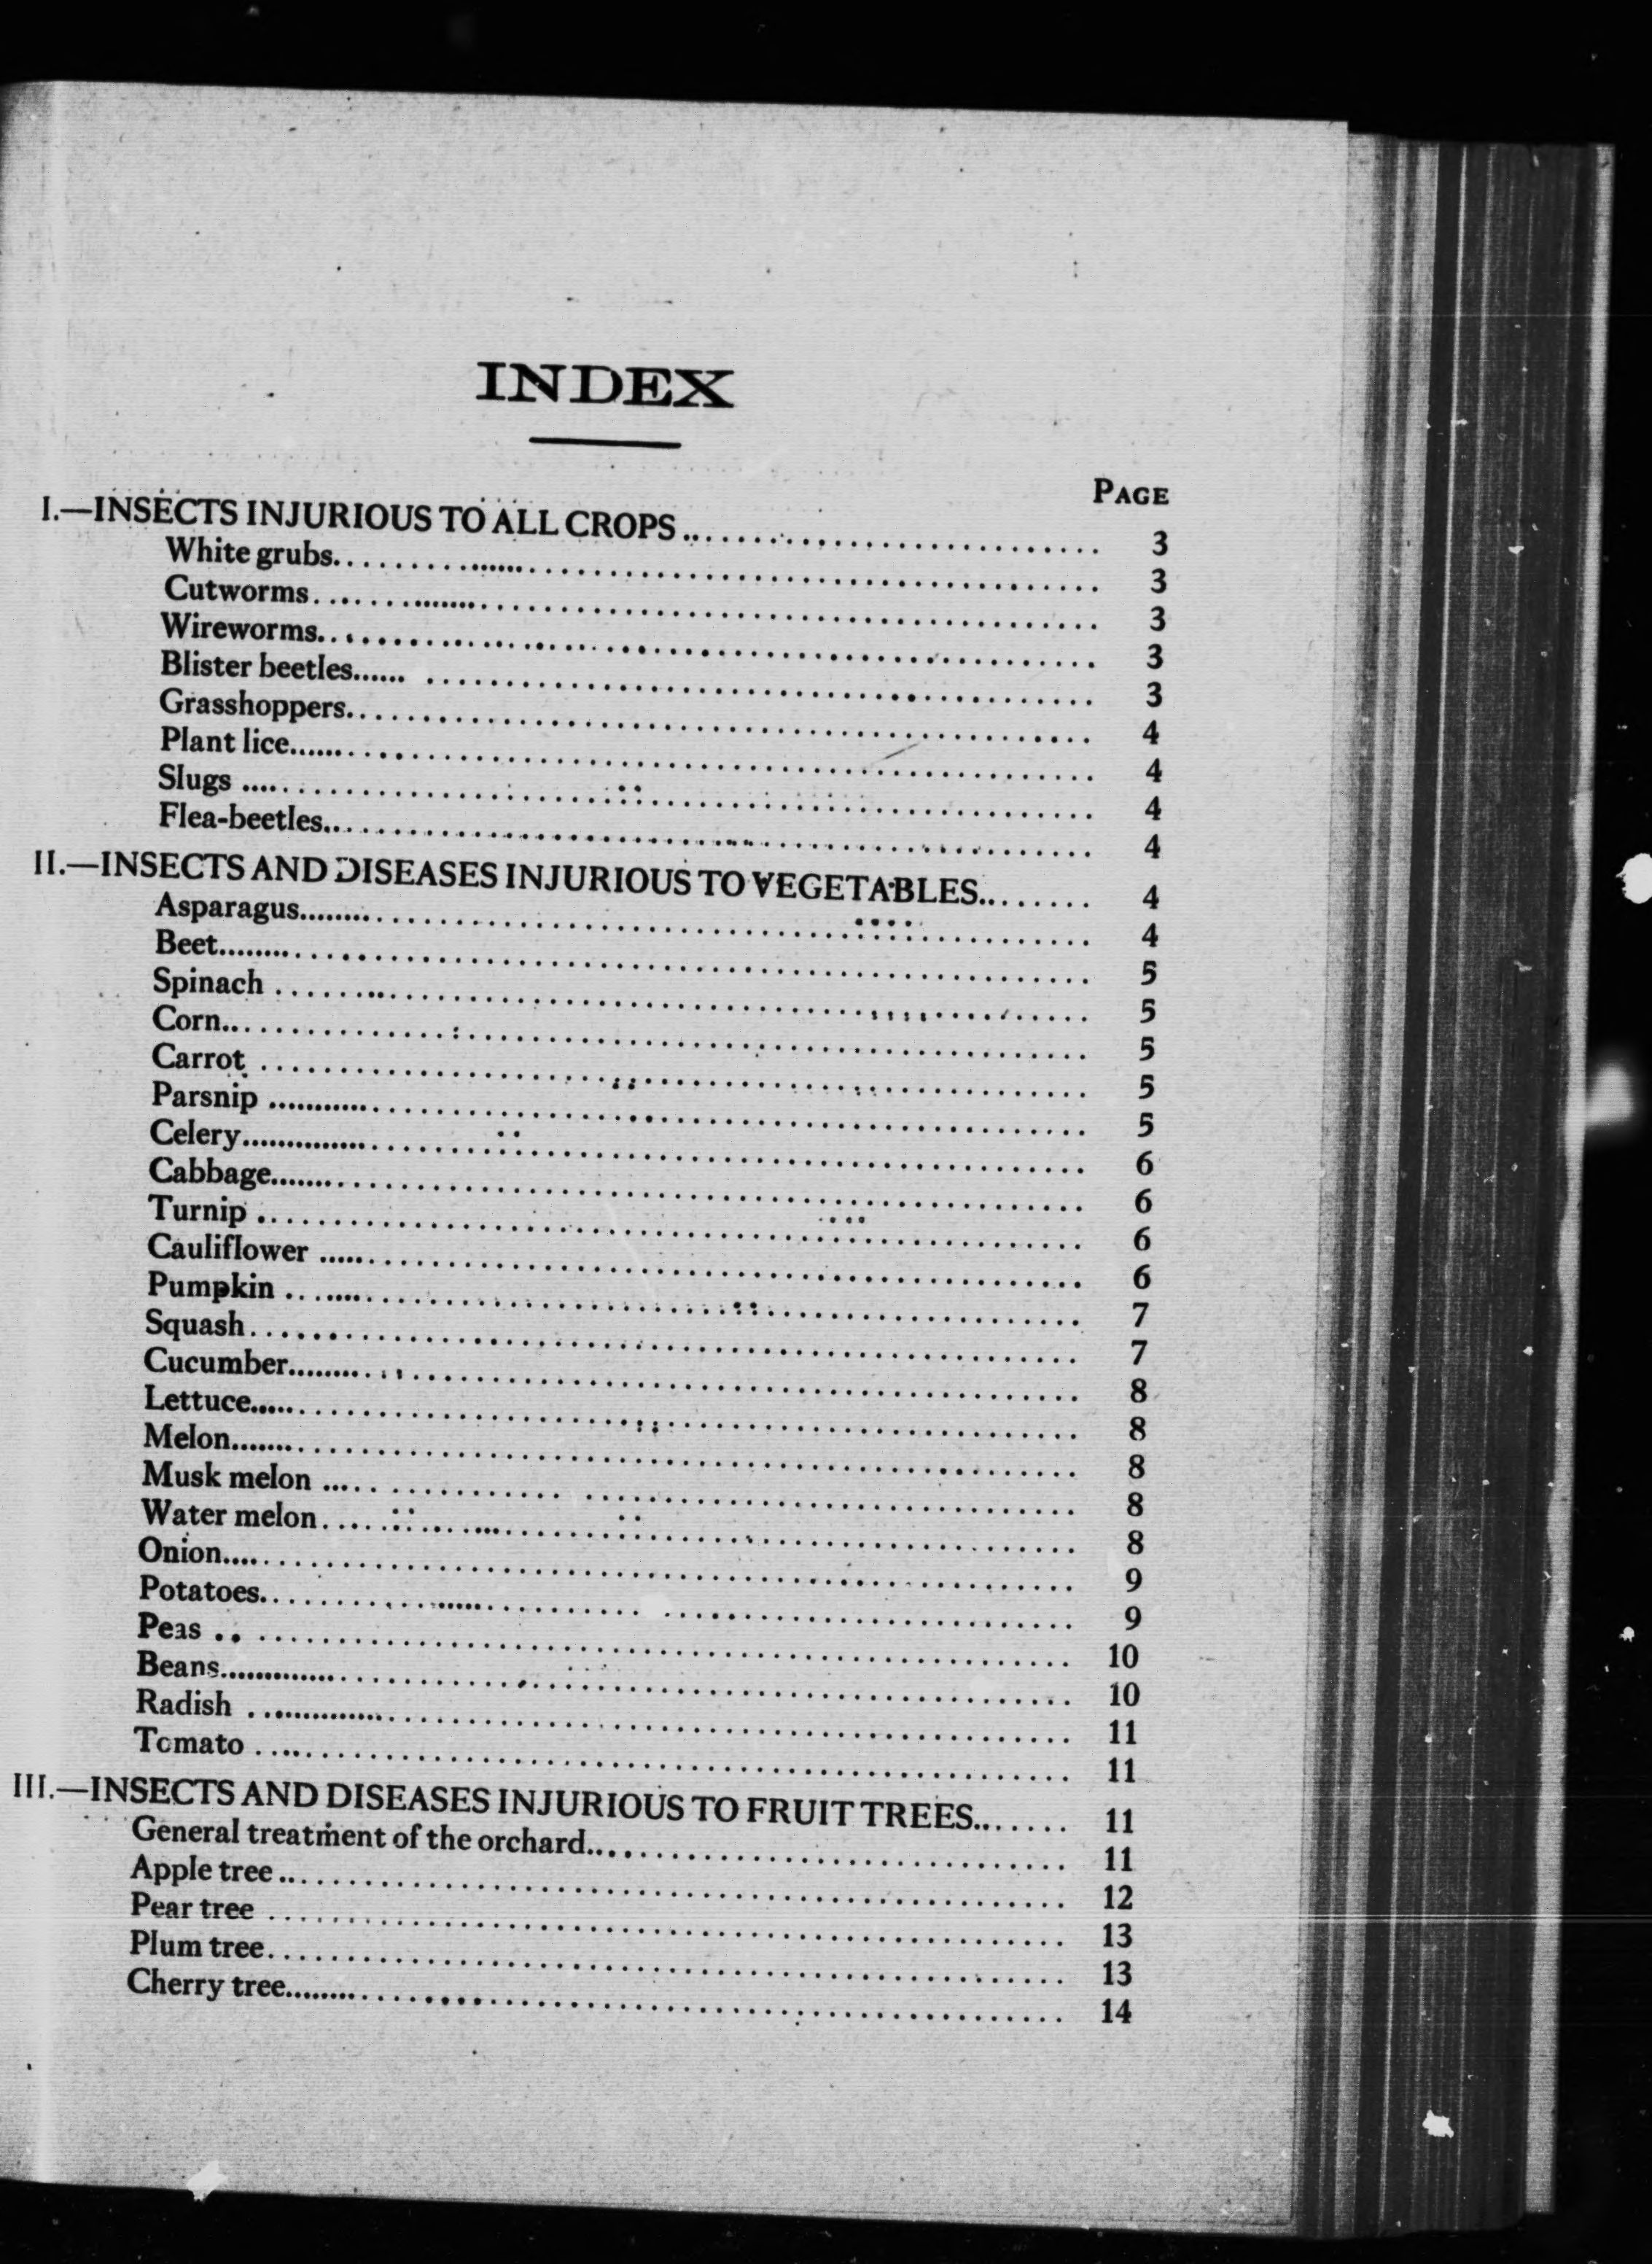 INDEX
PAGE
I.—INSECTS INJURIOUS TO ALL CROPS........ 3
White grubs........ 3
Cutworms........ 3
Wireworms........ 3
Blister beetles........ 3
Grasshoppers........ 4
Plant lice........ 4
Slugs ........ 4
Flea-beetles........ 4
II.—INSECTS AND DISEASES INJURIOUS TO VEGETABLES........ 4
Asparagus........ 4
Beet........ 5
Spinach ........ 5
Corn........ 5
Carrot ........ 5
Parsnip ........ 5
Celery........ 6
Cabbage........ 6
Turnip ........ 6
Cauliflower ........ 6
Pumpkin ........ 7
Squash........ 7
Cucumber........ 8
Lettuce........ 8
Melon........ 8
Musk melon ........ 8
Water melon........ 8
Onion........ 9
Potatoes........ 9
Peas ........ 10
Beans........ 10
Radish ........ 11
Tomato ........ 11
III.—INSECTS AND DISEASES INJURIOUS TO FRUIT TREES........ 11
General treatment of the orchard........ 11
Apple tree ........ 12
Pear tree ........ 13
Plum tree........ 13
Cherry tree........ 14